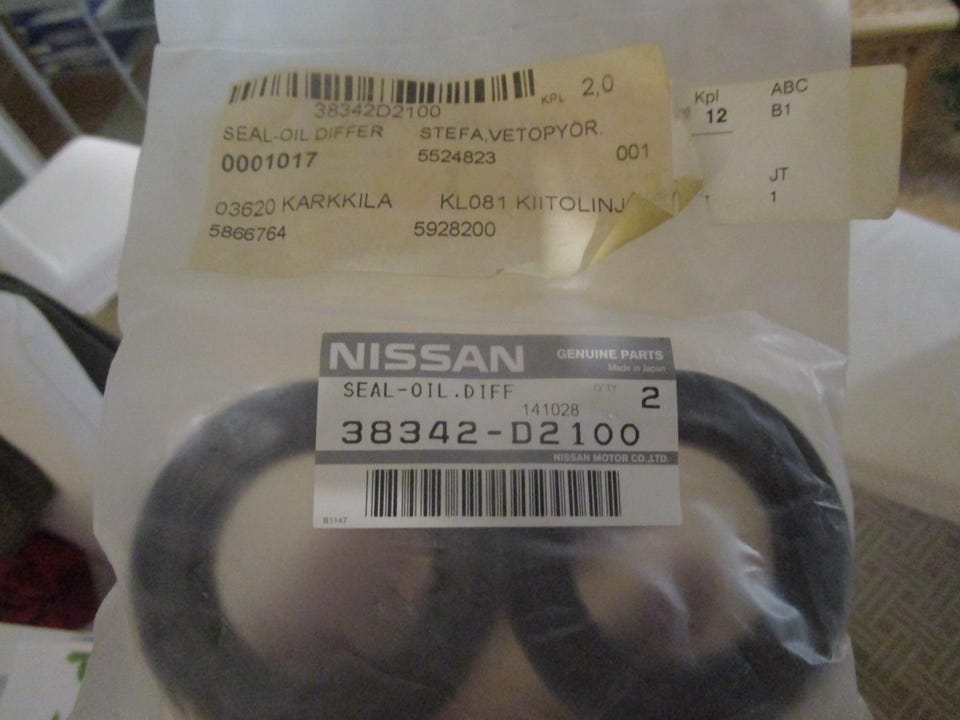 38342D2100
KPL 2,0
SEAL-OIL DIFFER STEFA,VETOPYÖR.
0001017 5524823 001
03620 KARKKILA KL081 KIITOLINJ
5866764 5928200
Kpl ABC
12 B1
JT
1
NISSAN GENUINE PARTS
Made in Japan
SEAL-OIL.DIFF Q'TY 2
141028
38342-D2100
NISSAN MOTOR CO.,LTD.
B1147